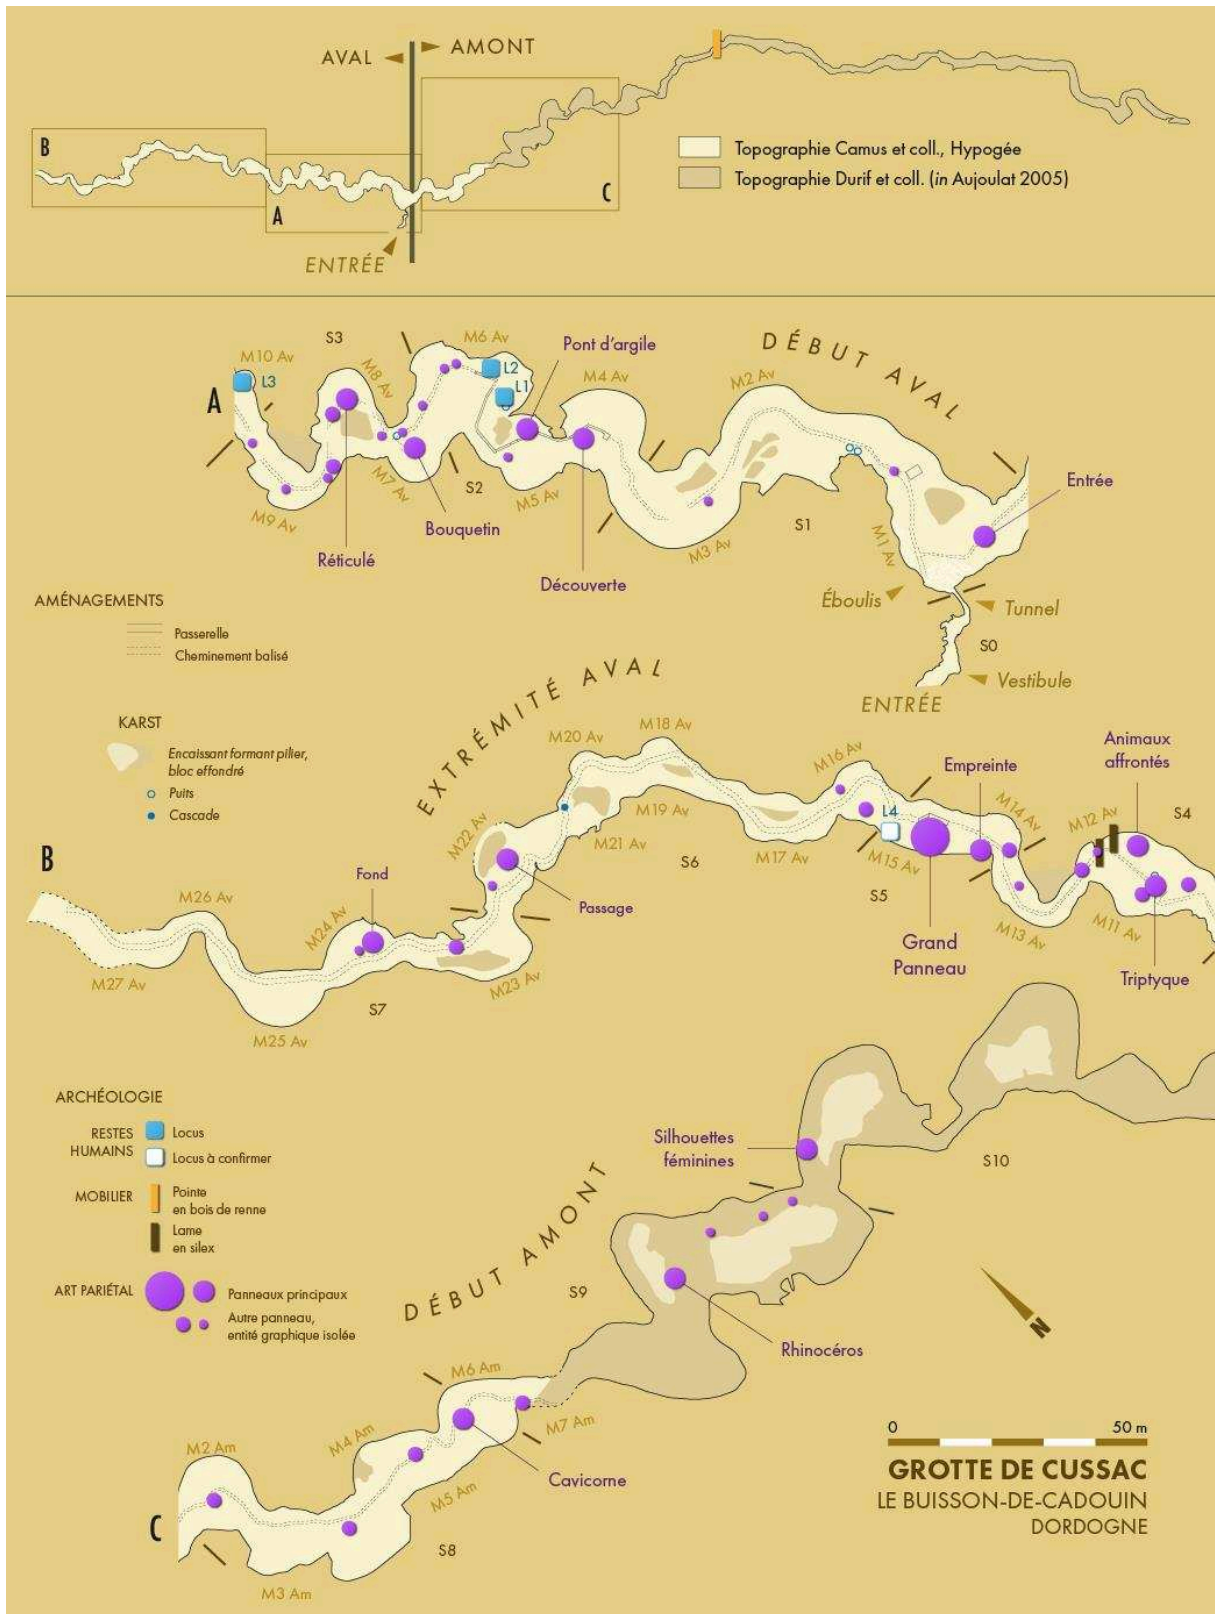 AVAL
AMONT
B
A
C
ENTRÉE
Topographie Camus et coll., Hypogée
Topographie Durif et coll. (in Aujoulat 2005)
A
DÉBUT AVAL
S3
M10 Av
L3
M8 Av
M6 Av
L2
L1
Pont d'argile
M4 Av
M2 Av
M9 Av
M7 Av
S2
M5 Av
M3 Av
S1
M1 Av
Entrée
Bouquetin
Réticulé
Découverte
Éboulis
Tunnel
S0
Vestibule
ENTRÉE
AMÉNAGEMENTS
Passerelle
Cheminement balisé
KARST
Encaissant formant pilier,
bloc effondré
Puits
Cascade
B
EXTRÉMITÉ AVAL
M20 Av
M18 Av
M16 Av
Empreinte
Animaux
affrontés
L4
M14 Av
M12 Av
S4
M22 Av
M19 Av
M21 Av
S6
M17 Av
M15 Av
S5
M13 Av
M11 Av
Passage
Fond
M26 Av
M24 Av
M27 Av
M25 Av
S7
M23 Av
Grand
Panneau
Triptyque
ARCHÉOLOGIE
RESTES
HUMAINS
Locus
Locus à confirmer
MOBILIER
Pointe
en bois de renne
Lame
en silex
ART PARIÉTAL
Panneaux principaux
Autre panneau,
entité graphique isolée
DÉBUT AMONT
Silhouettes
féminines
S10
S9
Rhinocéros
N
M6 Am
M7 Am
M4 Am
M5 Am
M2 Am
M3 Am
S8
Cavicorne
C
0
50 m
GROTTE DE CUSSAC
LE BUISSON-DE-CADOUIN
DORDOGNE